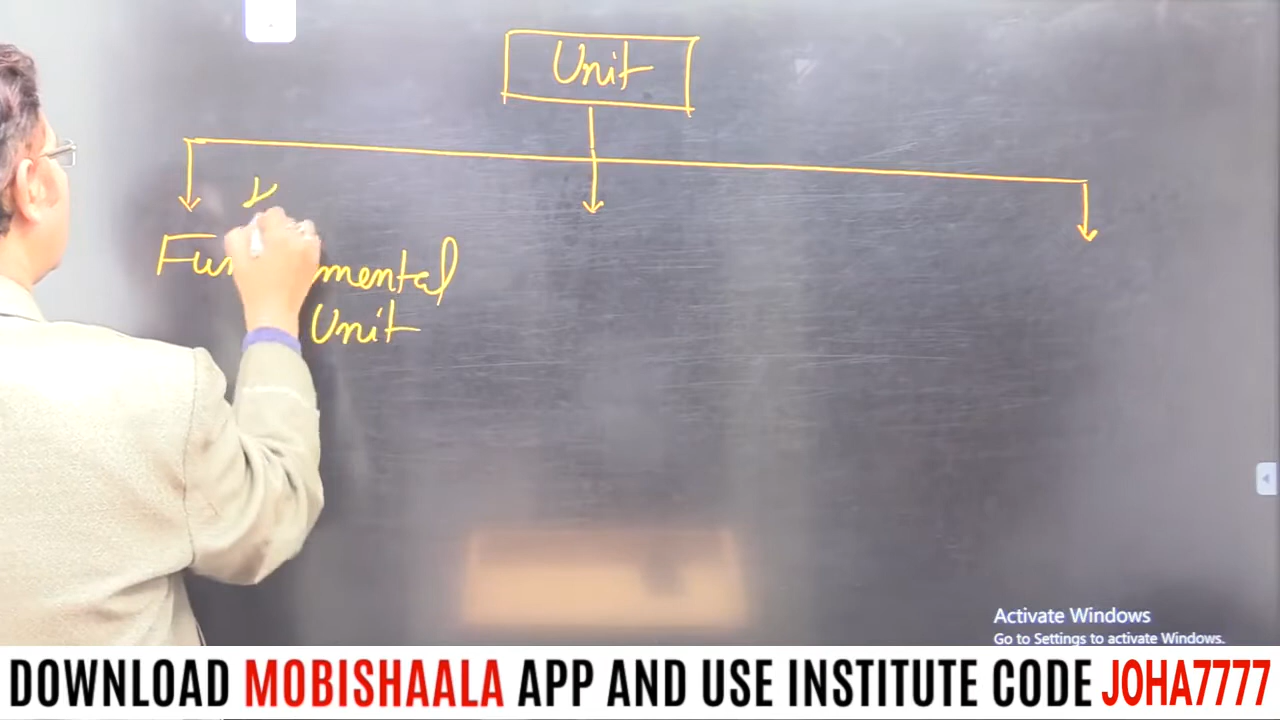 Unit
mental
Unit
Activate Windows
Go to Settings to activate Windows.
DOWNLOAD MOBISHAALA APP AND USE INSTITUTE CODE JOHA7777